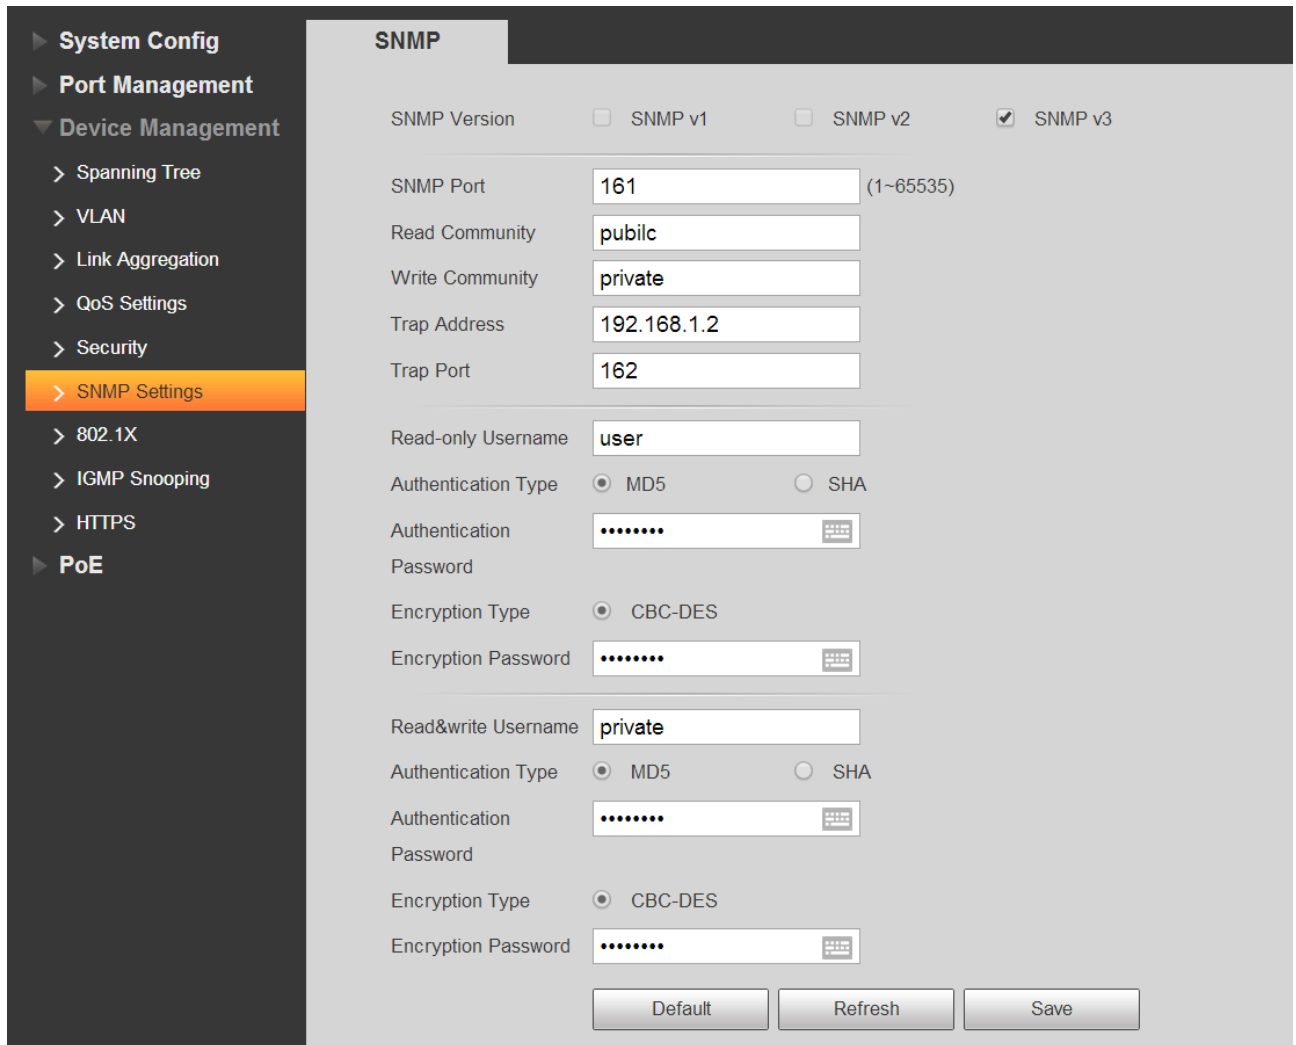 System Config
Port Management
Device Management
Spanning Tree
VLAN
Link Aggregation
QoS Settings
Security
SNMP Settings
802.1X
IGMP Snooping
HTTPS
PoE
SNMP
SNMP Version SNMP v1 SNMP v2 SNMP v3
SNMP Port 161 (1~65535)
Read Community pubilc
Write Community private
Trap Address 192.168.1.2
Trap Port 162
Read-only Username user
Authentication Type MD5 SHA
Authentication Password ••••••••
Encryption Type CBC-DES
Encryption Password ••••••••
Read&write Username private
Authentication Type MD5 SHA
Authentication Password ••••••••
Encryption Type CBC-DES
Encryption Password ••••••••
Default Refresh Save